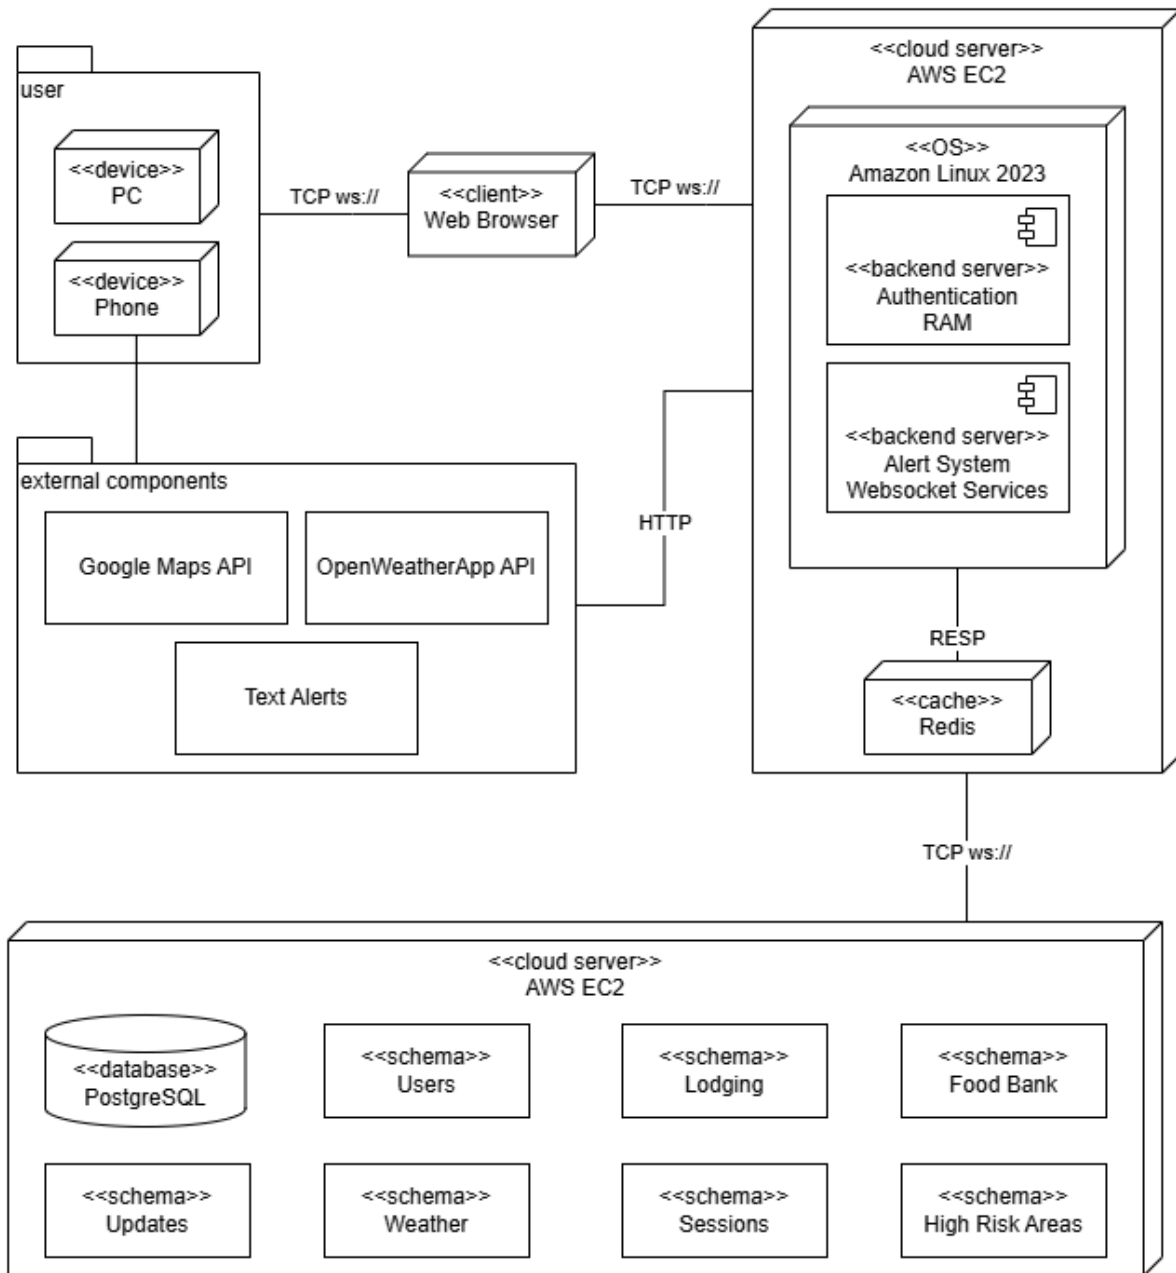 user
<<device>>
PC
<<device>>
Phone
TCP ws://
<<client>>
Web Browser
TCP ws://
<<cloud server>>
AWS EC2
<<OS>>
Amazon Linux 2023
<<backend server>>
Authentication
RAM
<<backend server>>
Alert System
Websocket Services
RESP
<<cache>>
Redis
external components
Google Maps API
OpenWeatherApp API
Text Alerts
HTTP
TCP ws://
<<cloud server>>
AWS EC2
<<database>>
PostgreSQL
<<schema>>
Users
<<schema>>
Lodging
<<schema>>
Food Bank
<<schema>>
Updates
<<schema>>
Weather
<<schema>>
Sessions
<<schema>>
High Risk Areas